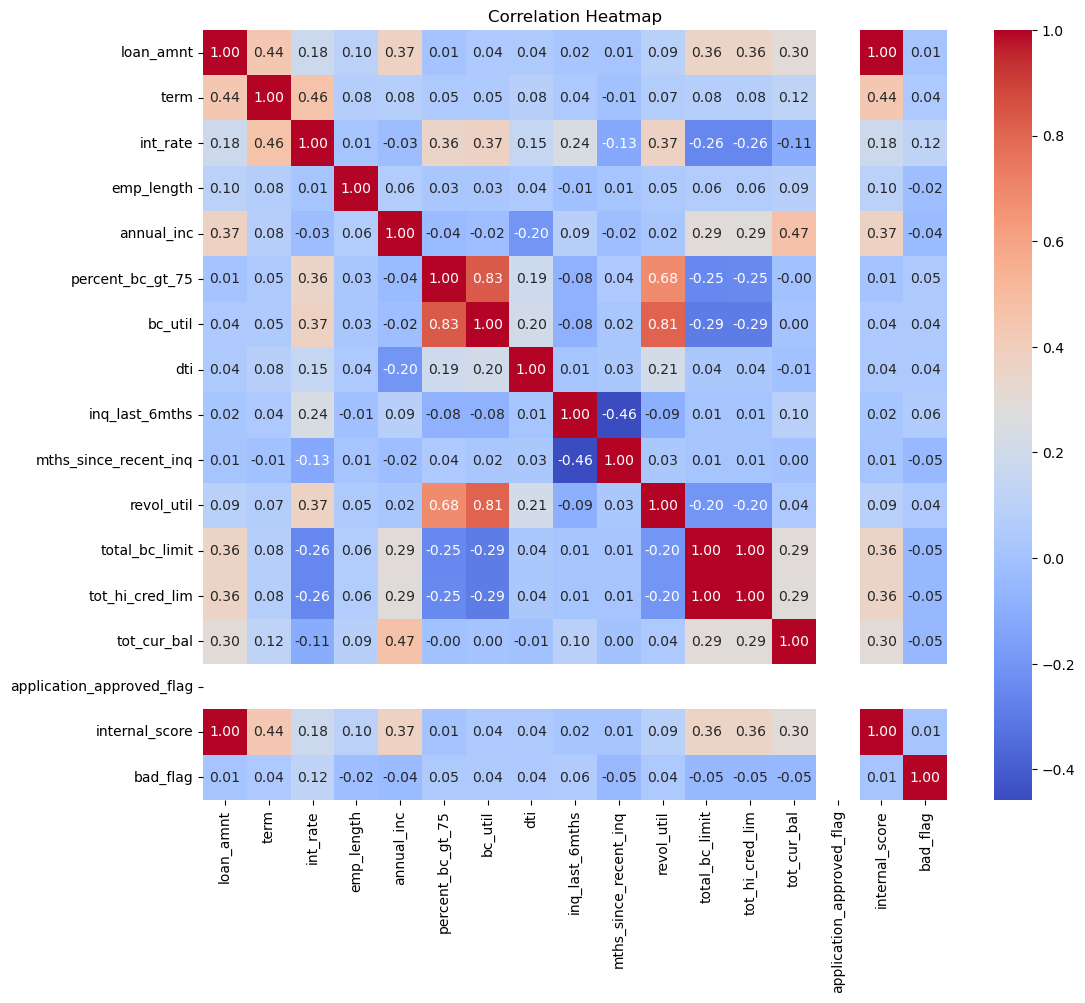 Correlation Heatmap
loan_amnt 1.00 0.44 0.18 0.10 0.37 0.01 0.04 0.04 0.02 0.01 0.09 0.36 0.36 0.30 1.00 0.01
term 0.44 1.00 0.46 0.08 0.08 0.05 0.05 0.08 0.04 -0.01 0.07 0.08 0.08 0.12 0.44 0.04
int_rate 0.18 0.46 1.00 0.01 -0.03 0.36 0.37 0.15 0.24 -0.13 0.37 -0.26 -0.26 -0.11 0.18 0.12
emp_length 0.10 0.08 0.01 1.00 0.06 0.03 0.03 0.04 -0.01 0.01 0.05 0.06 0.06 0.09 0.10 -0.02
annual_inc 0.37 0.08 -0.03 0.06 1.00 -0.04 -0.02 -0.20 0.09 -0.02 0.02 0.29 0.29 0.47 0.37 -0.04
percent_bc_gt_75 0.01 0.05 0.36 0.03 -0.04 1.00 0.83 0.19 -0.08 0.04 0.68 -0.25 -0.25 -0.00 0.01 0.05
bc_util 0.04 0.05 0.37 0.03 -0.02 0.83 1.00 0.20 -0.08 0.02 0.81 -0.29 -0.29 0.00 0.04 0.04
dti 0.04 0.08 0.15 0.04 -0.20 0.19 0.20 1.00 0.01 0.03 0.21 0.04 0.04 -0.01 0.04 0.04
inq_last_6mths 0.02 0.04 0.24 -0.01 0.09 -0.08 -0.08 0.01 1.00 -0.46 -0.09 0.01 0.01 0.10 0.02 0.06
mths_since_recent_inq 0.01 -0.01 -0.13 0.01 -0.02 0.04 0.02 0.03 -0.46 1.00 0.03 0.01 0.01 0.00 0.01 -0.05
revol_util 0.09 0.07 0.37 0.05 0.02 0.68 0.81 0.21 -0.09 0.03 1.00 -0.20 -0.20 0.04 0.09 0.04
total_bc_limit 0.36 0.08 -0.26 0.06 0.29 -0.25 -0.29 0.04 0.01 0.01 -0.20 1.00 1.00 0.29 0.36 -0.05
tot_hi_cred_lim 0.36 0.08 -0.26 0.06 0.29 -0.25 -0.29 0.04 0.01 0.01 -0.20 1.00 1.00 0.29 0.36 -0.05
tot_cur_bal 0.30 0.12 -0.11 0.09 0.47 -0.00 0.00 -0.01 0.10 0.00 0.04 0.29 0.29 1.00 0.30 -0.05
application_approved_flag
internal_score 1.00 0.44 0.18 0.10 0.37 0.01 0.04 0.04 0.02 0.01 0.09 0.36 0.36 0.30 1.00 0.01
bad_flag 0.01 0.04 0.12 -0.02 -0.04 0.05 0.04 0.04 0.06 -0.05 0.04 -0.05 -0.05 -0.05 0.01 1.00
loan_amnt
term
int_rate
emp_length
annual_inc
percent_bc_gt_75
bc_util
dti
inq_last_6mths
mths_since_recent_inq
revol_util
total_bc_limit
tot_hi_cred_lim
tot_cur_bal
application_approved_flag
internal_score
bad_flag
1.0
0.8
0.6
0.4
0.2
0.0
−0.2
−0.4